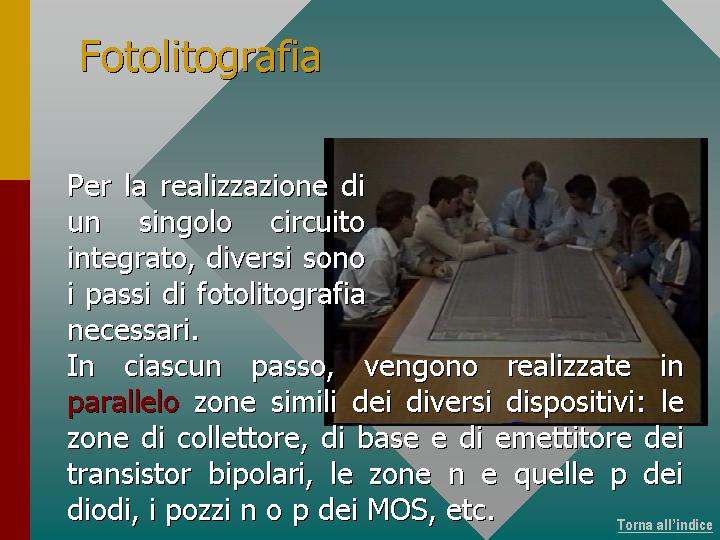 Fotolitografia
Per la realizzazione di
un singolo circuito
integrato, diversi sono
i passi di fotolitografia
necessari.
In ciascun passo, vengono realizzate in
parallelo zone simili dei diversi dispositivi: le
zone di collettore, di base e di emettitore dei
transistor bipolari, le zone n e quelle p dei
diodi, i pozzi n o p dei MOS, etc.
Torna all'indice